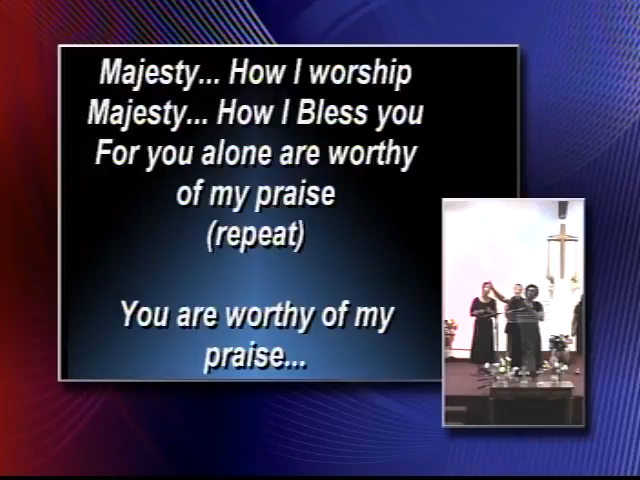 Majesty... How I worship
Majesty... How I Bless you
For you alone are worthy
of my praise
(repeat)
You are worthy of my
praise...